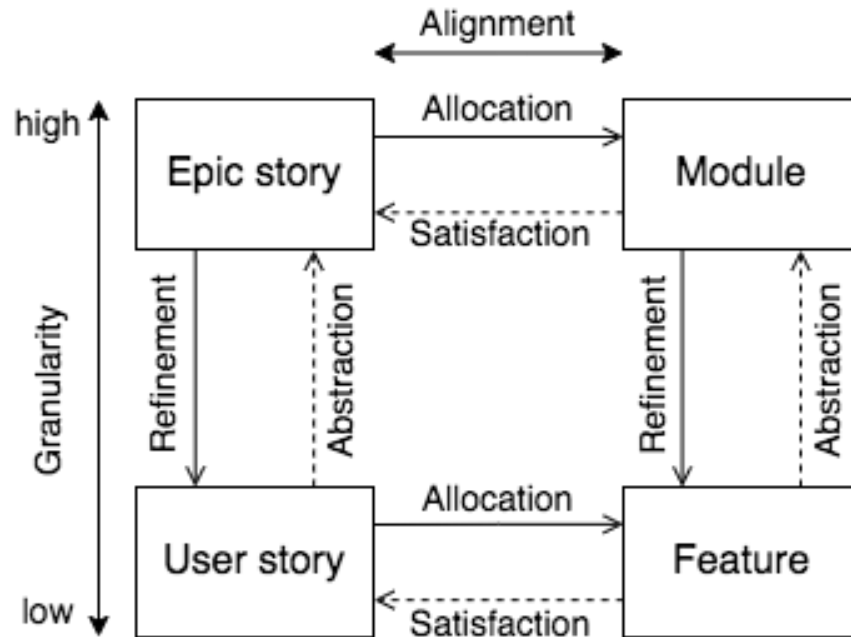 Alignment
high
Allocation
Epic story
Module
Satisfaction
Granularity
Refinement
Abstraction
Refinement
Abstraction
Allocation
User story
Feature
low
Satisfaction